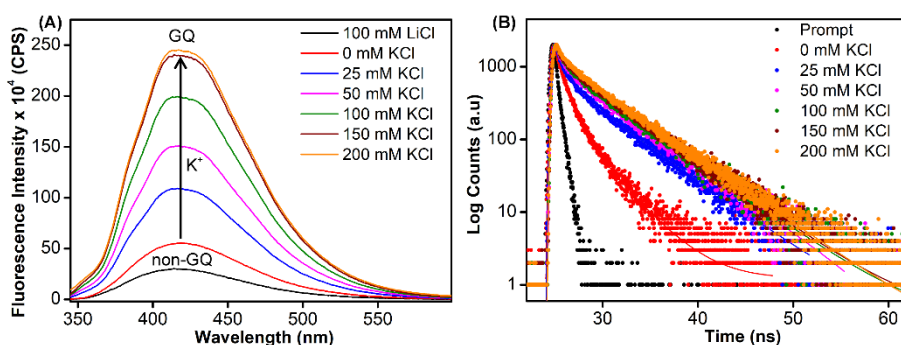 (A)
GQ
K⁺
non-GQ
100 mM LiCl
0 mM KCl
25 mM KCl
50 mM KCl
100 mM KCl
150 mM KCl
200 mM KCl
Fluorescence Intensity x 10⁴ (CPS)
250
200
150
100
50
0
350 400 450 500 550
Wavelength (nm)
(B)
Prompt
0 mM KCl
25 mM KCl
50 mM KCl
100 mM KCl
150 mM KCl
200 mM KCl
Log Counts (a.u)
1000
100
10
1
30 40 50 60
Time (ns)